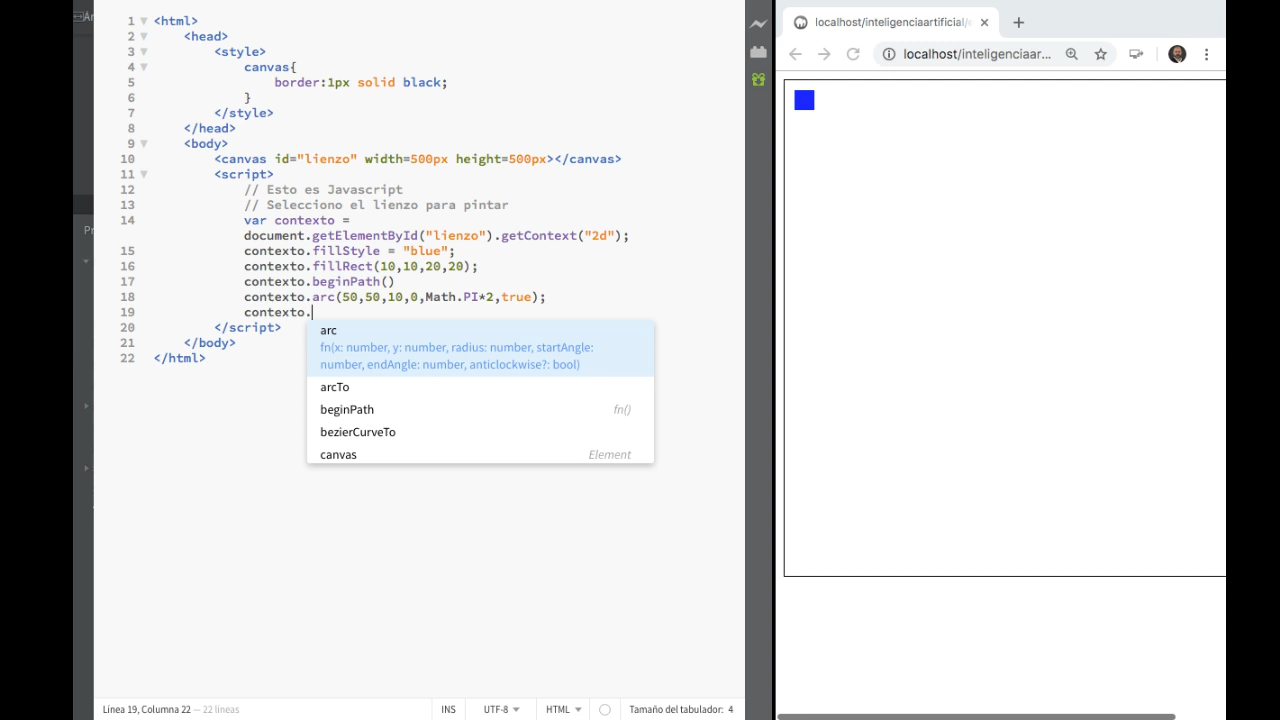 1 <html>
2 <head>
3 <style>
4 canvas{
5 border:1px solid black;
6 }
7 </style>
8 </head>
9 <body>
10 <canvas id="lienzo" width=500px height=500px></canvas>
11 <script>
12 // Esto es Javascript
13 // Selecciono el lienzo para pintar
14 var contexto =
document.getElementById("lienzo").getContext("2d");
15 contexto.fillStyle = "blue";
16 contexto.fillRect(10,10,20,20);
17 contexto.beginPath()
18 contexto.arc(50,50,10,0,Math.PI*2,true);
19 contexto.
20 </script>
21 </body>
22 </html>
arc
fn(x: number, y: number, radius: number, startAngle:
number, endAngle: number, anticlockwise?: bool)
arcTo
beginPath fn()
bezierCurveTo
canvas Element
Línea 19, Columna 22 — 22 líneas INS UTF-8 HTML Tamaño del tabulador: 4
localhost/inteligenciaartificial/
localhost/inteligenciaar...